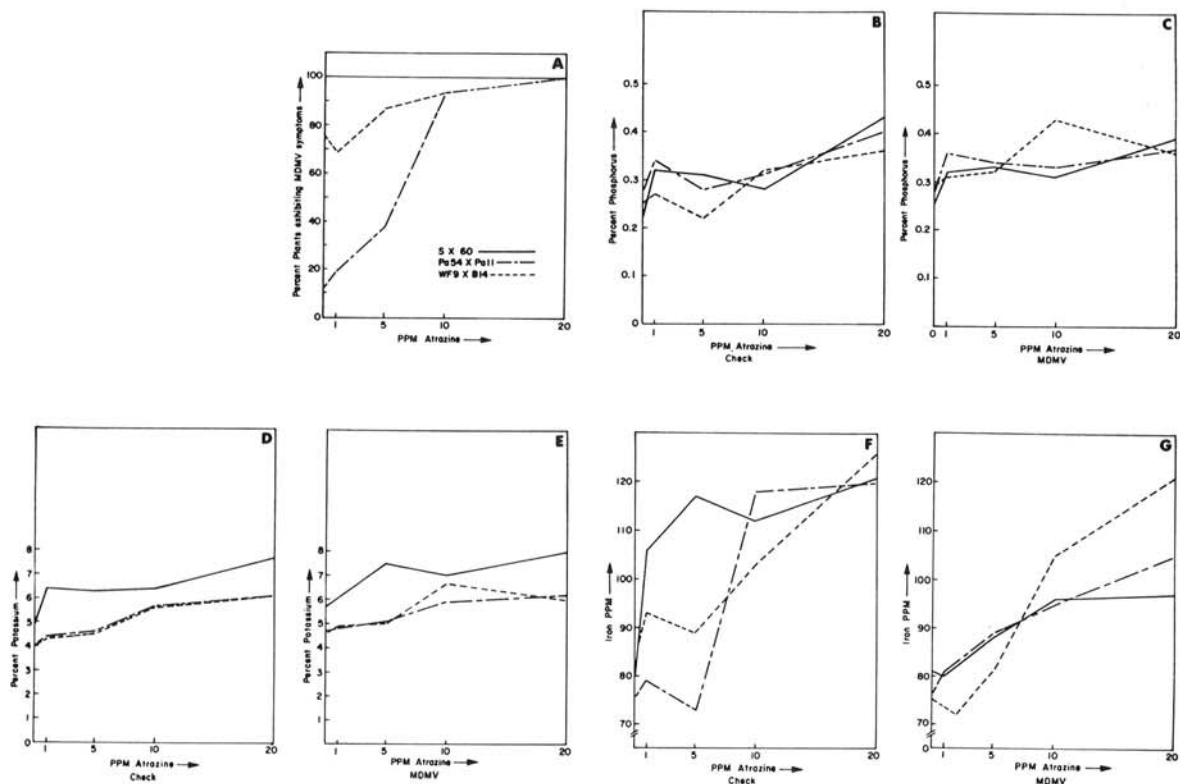 A
Percent Plants exhibiting MDMV symptoms
100
80
60
40
20
0
S X 60
Pa54 X Pa11
WF9 X B14
1 5 10 20
PPM Atrazine
B
Percent Phosphorus
0.5
0.4
0.3
0.2
0.1
0
1 5 10 20
PPM Atrazine
Check
C
Percent Phosphorus
0.5
0.4
0.3
0.2
0.1
0
0 1 5 10 20
PPM Atrazine
MDMV
D
Percent Potassium
8
7
6
5
4
3
2
1
0
1 5 10 20
PPM Atrazine
Check
E
Percent Potassium
8
7
6
5
4
3
2
1
1 5 10 20
PPM Atrazine
MDMV
F
Iron PPM
120
110
100
90
80
70
1 5 10 20
PPM Atrazine
Check
G
Iron PPM
120
110
100
90
80
70
1 5 10 20
PPM Atrazine
MDMV